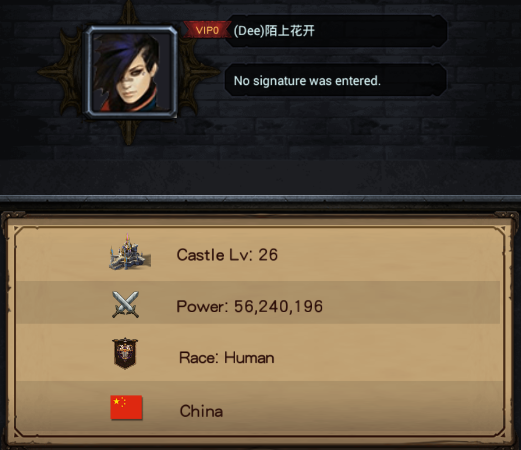 VIP0
(Dee)陌上花开
No signature was entered.
Castle Lv: 26
Power: 56,240,196
Race: Human
China